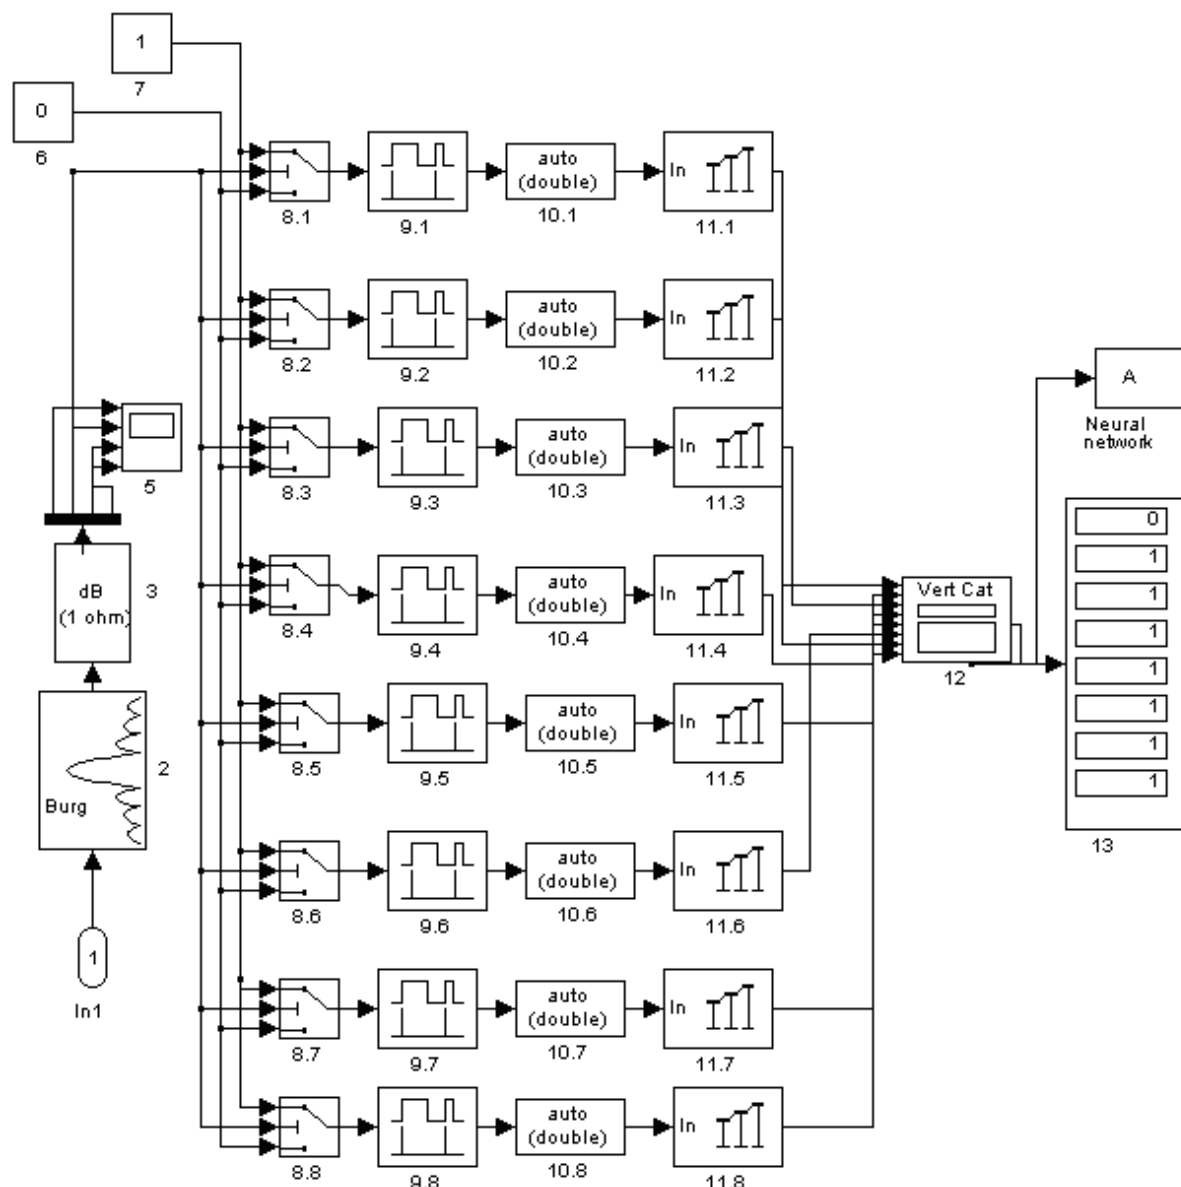 1
7
0
6
auto
(double)
In
8.1
9.1
10.1
11.1
auto
(double)
In
8.2
9.2
10.2
11.2
A
Neural
network
auto
(double)
In
8.3
9.3
10.3
11.3
5
dB
(1 ohm)
3
auto
(double)
In
8.4
9.4
10.4
11.4
Vert Cat
12
0
1
1
1
1
1
1
1
13
Burg
2
auto
(double)
In
8.5
9.5
10.5
11.5
auto
(double)
In
8.6
9.6
10.6
11.6
1
In1
auto
(double)
In
8.7
9.7
10.7
11.7
auto
(double)
In
8.8
9.8
10.8
11.8